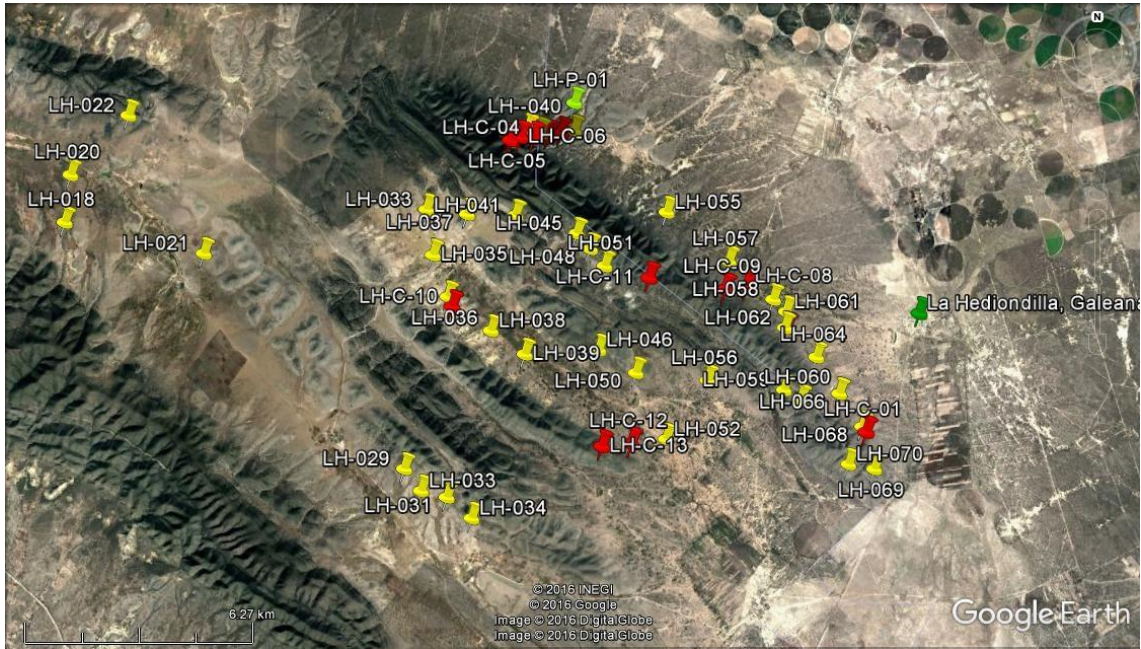 N
LH-P-01
LH-022
LH--040
LH-C-04
LH-C-06
LH-C-05
LH-020
LH-018
LH-033
LH-041
LH-055
LH-037
LH-045
LH-021
LH-035
LH-051
LH-048
LH-057
LH-C-09
LH-C-11
LH-C-08
LH-058
LH-C-10
LH-061
La Hediondilla, Galeana
LH-036
LH-062
LH-038
LH-064
LH-039
LH-046
LH-056
LH-050
LH-059
LH-060
LH-066
LH-C-01
LH-C-12
LH-052
LH-068
LH-C-13
LH-070
LH-029
LH-033
LH-069
LH-031
LH-034
© 2016 INEGI
© 2016 Google
Image © 2016 DigitalGlobe
Image © 2016 DigitalGlobe
6.27 km
Google Earth